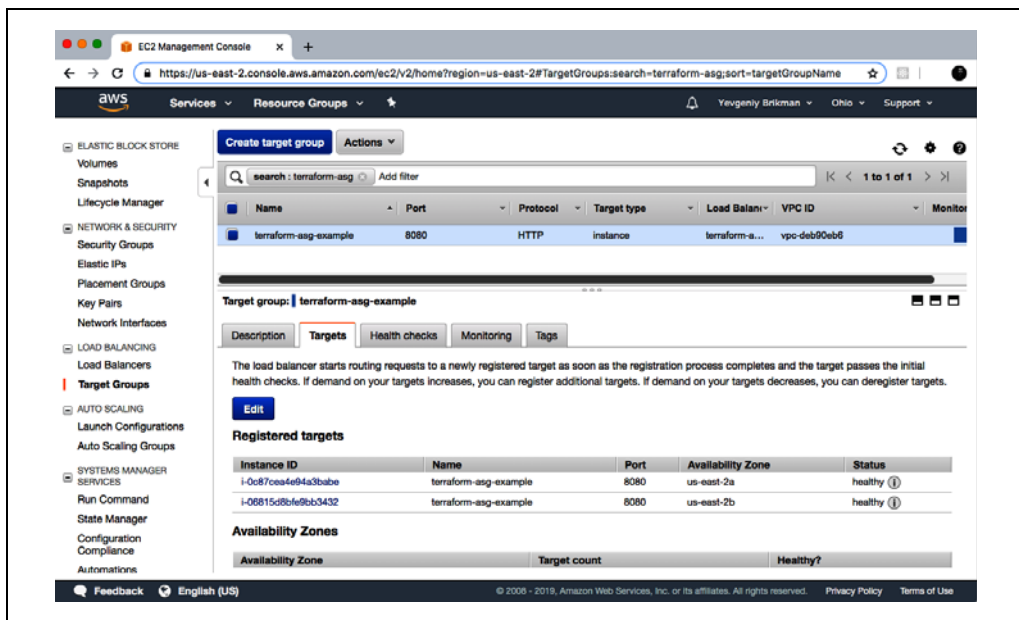 EC2 Management Console
https://us-east-2.console.aws.amazon.com/ec2/v2/home?region=us-east-2#TargetGroups:search=terraform-asg;sort=targetGroupName
aws Services Resource Groups Yevgeniy Brikman Ohio Support
ELASTIC BLOCK STORE
Volumes
Snapshots
Lifecycle Manager
NETWORK & SECURITY
Security Groups
Elastic IPs
Placement Groups
Key Pairs
Network Interfaces
LOAD BALANCING
Load Balancers
Target Groups
AUTO SCALING
Launch Configurations
Auto Scaling Groups
SYSTEMS MANAGER
SERVICES
Run Command
State Manager
Configuration
Compliance
Automations
Create target group Actions
search : terraform-asg Add filter 1 to 1 of 1
Name Port Protocol Target type Load Balan VPC ID Monitor
terraform-asg-example 8080 HTTP instance terraform-a... vpc-deb90eb6
Target group: terraform-asg-example
Description Targets Health checks Monitoring Tags
The load balancer starts routing requests to a newly registered target as soon as the registration process completes and the target passes the initial
health checks. If demand on your targets increases, you can register additional targets. If demand on your targets decreases, you can deregister targets.
Edit
Registered targets
Instance ID Name Port Availability Zone Status
i-0c87cea4e94a3babe terraform-asg-example 8080 us-east-2a healthy
i-06815d8bfe9bb3432 terraform-asg-example 8080 us-east-2b healthy
Availability Zones
Availability Zone Target count Healthy?
Feedback English (US) © 2008 - 2019, Amazon Web Services, Inc. or its affiliates. All rights reserved. Privacy Policy Terms of Use